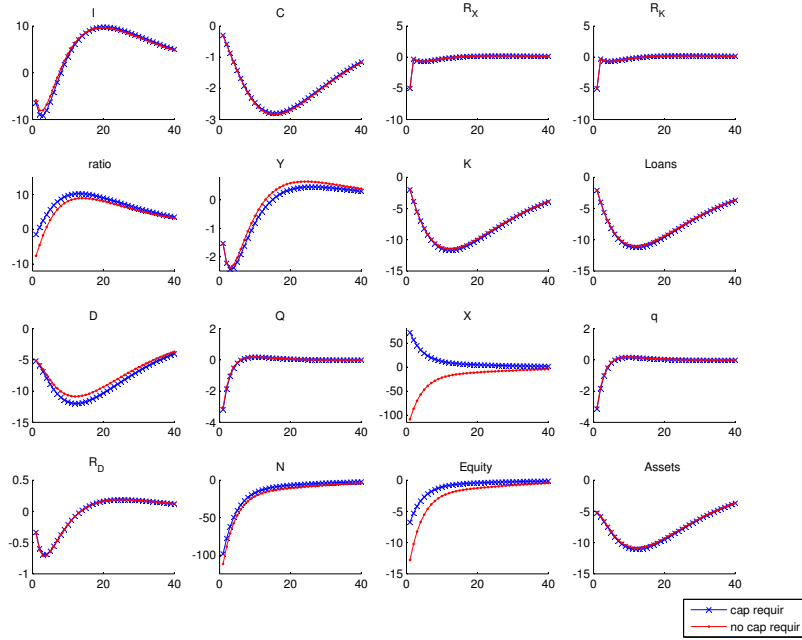 I C R_X R_K
10 0 -10 0 20 40
0 -1 -2 -3 0 20 40
5 0 -5 -10 0 20 40
5 0 -5 -10 0 20 40
ratio Y K Loans
10 0 -10 0 20 40
0 -1 -2 0 20 40
0 -5 -10 -15 0 20 40
0 -5 -10 -15 0 20 40
D Q X q
0 -5 -10 -15 0 20 40
2 0 -2 -4 0 20 40
50 0 -50 -100 0 20 40
2 0 -2 -4 0 20 40
R_D N Equity Assets
0.5 0 -0.5 -1 0 20 40
0 -50 -100 0 20 40
0 -5 -10 -15 0 20 40
0 -5 -10 -15 0 20 40
cap requir
no cap requir